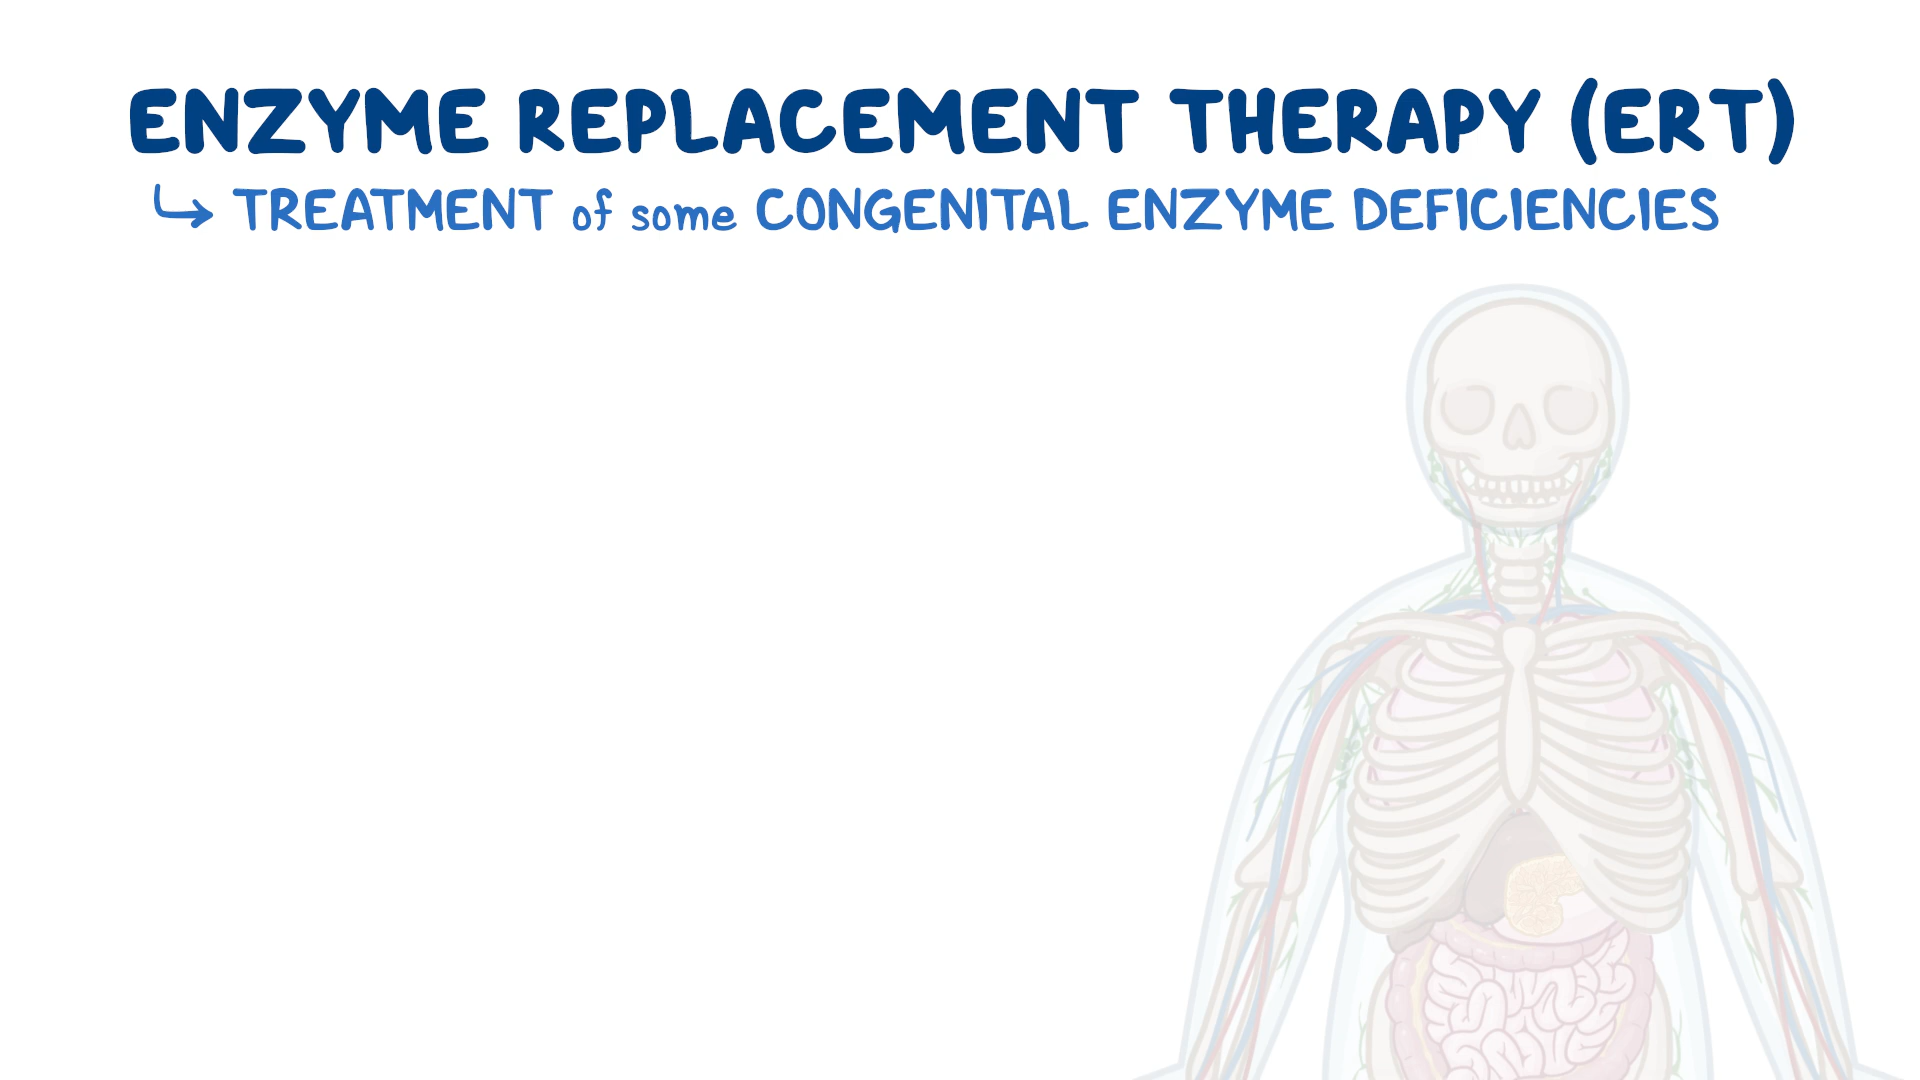 ENZYME REPLACEMENT THERAPY (ERT)
↳ TREATMENT of some CONGENITAL ENZYME DEFICIENCIES